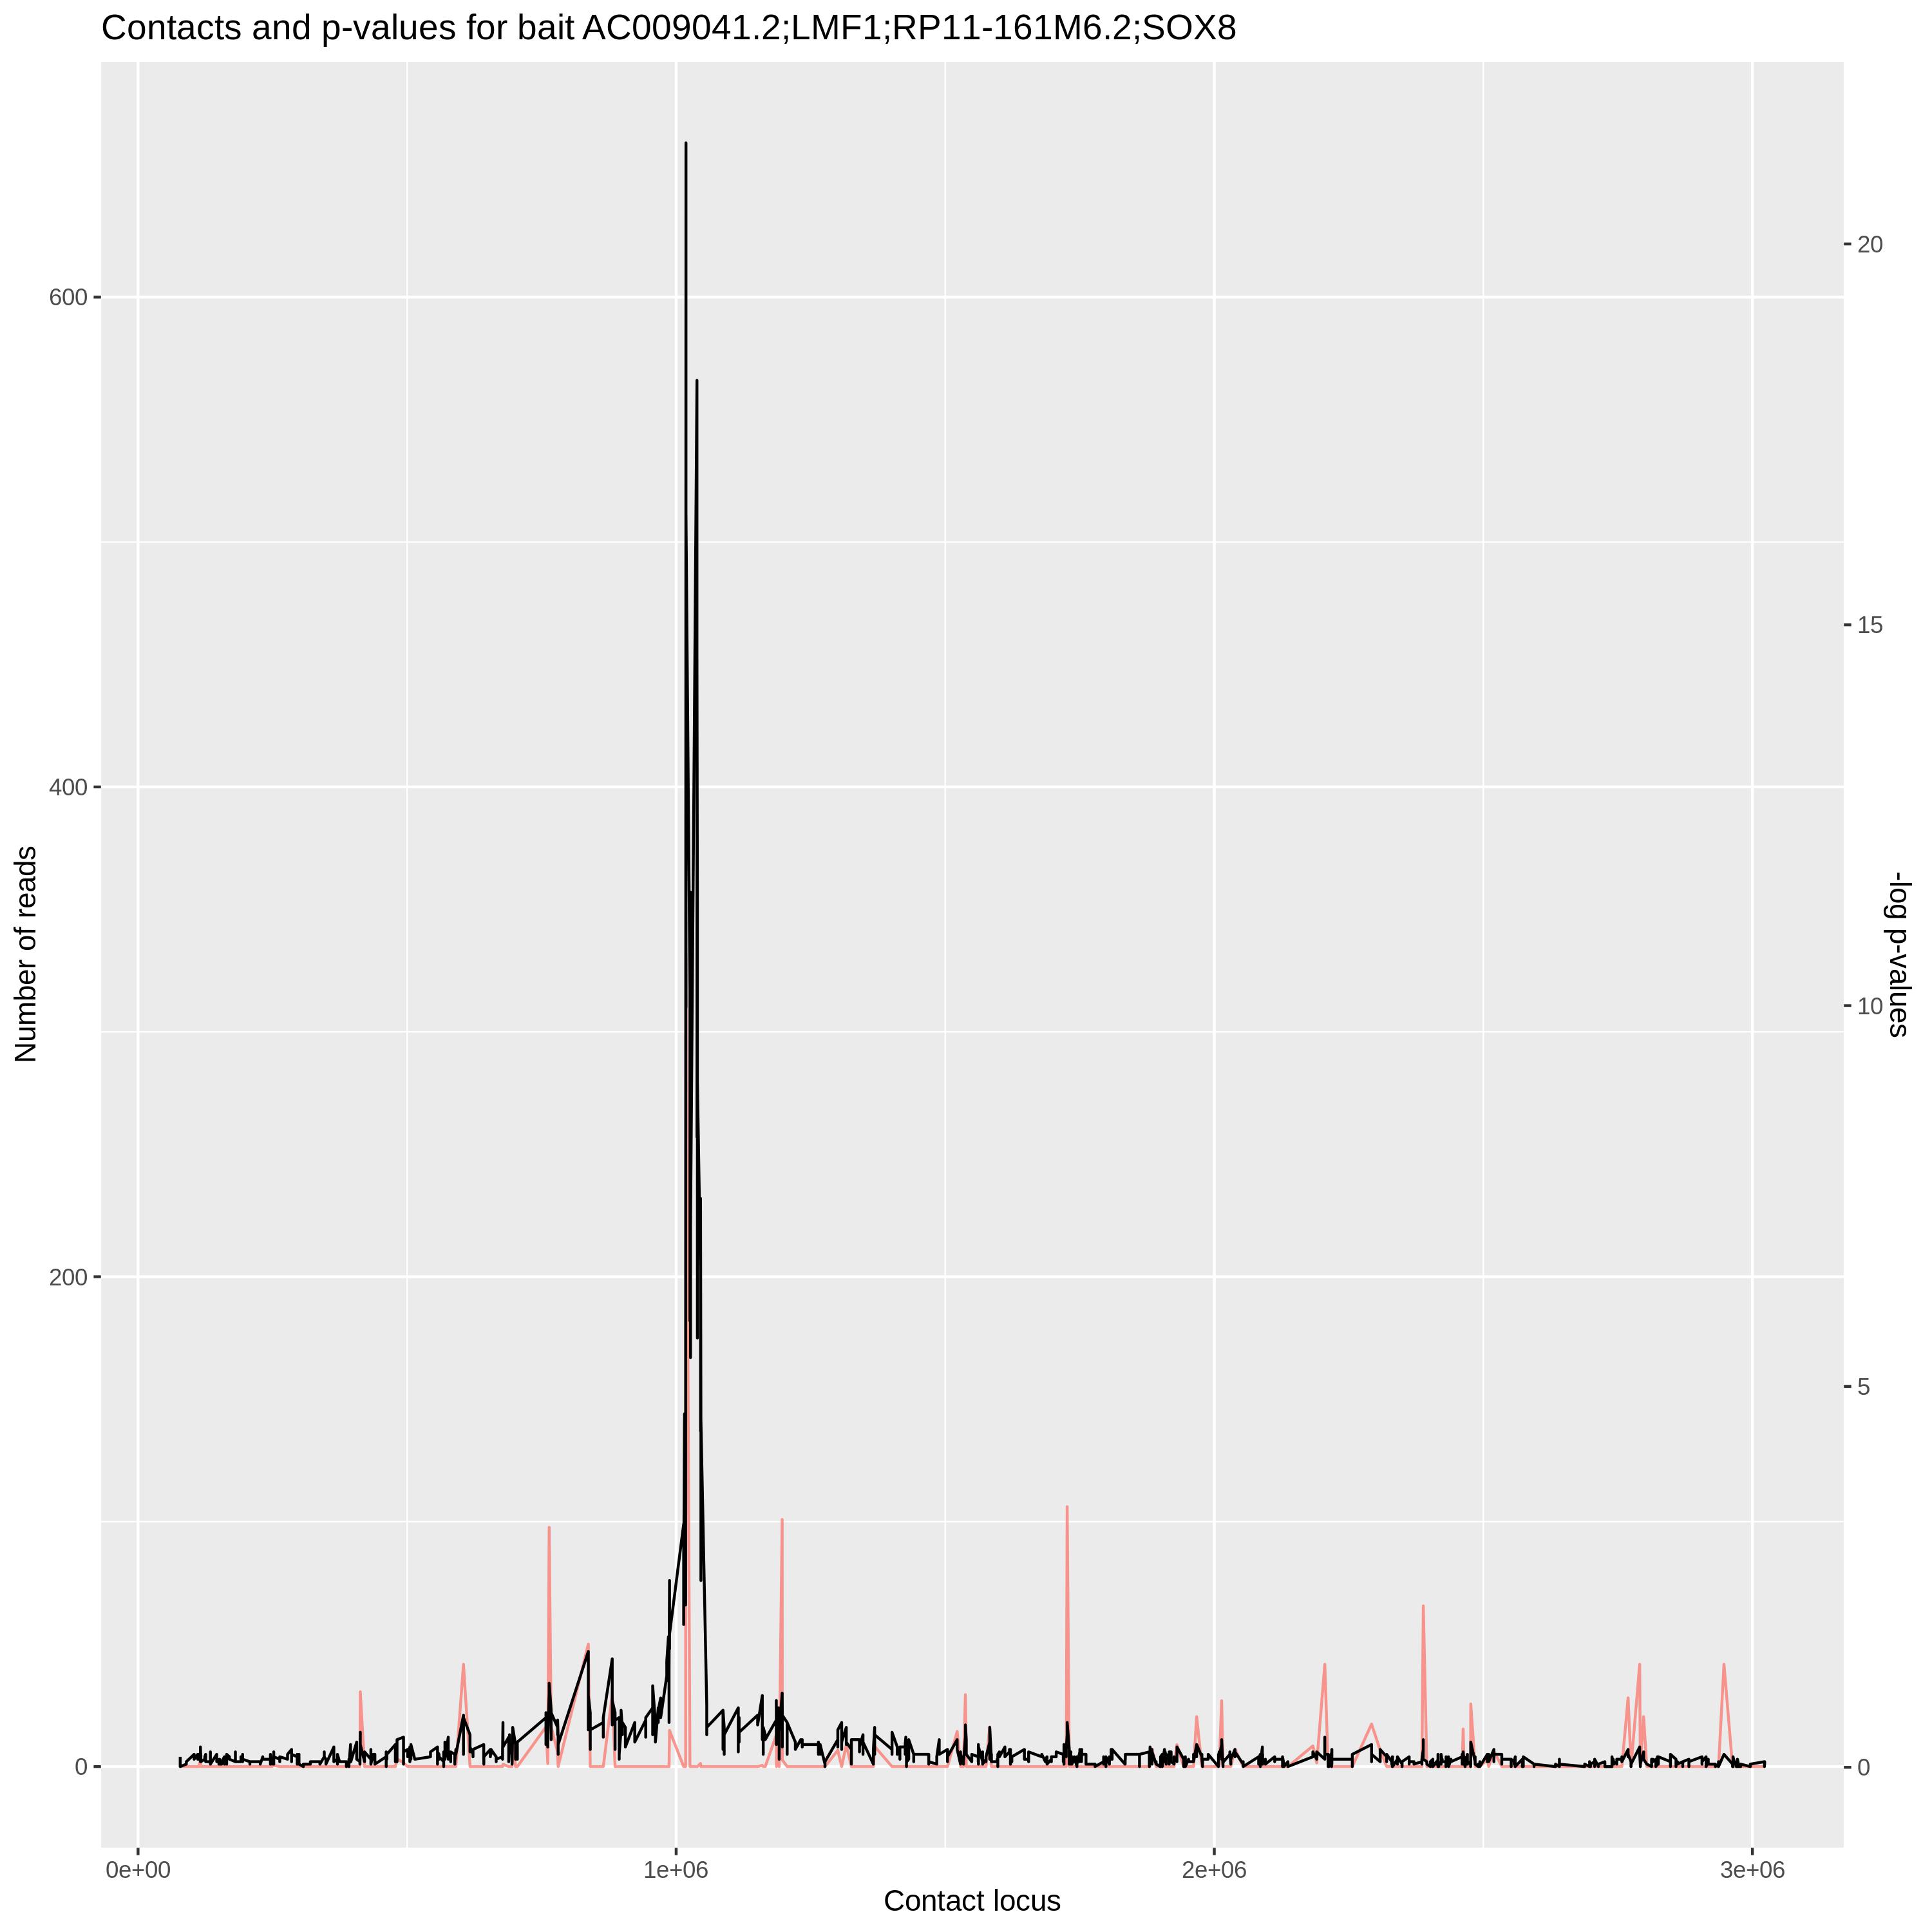 Contacts and p-values for bait AC009041.2;LMF1;RP11-161M6.2;SOX8
Number of reads
600
400
200
0
20
15
10
5
0
-log p-values
0e+00 1e+06 2e+06 3e+06
Contact locus